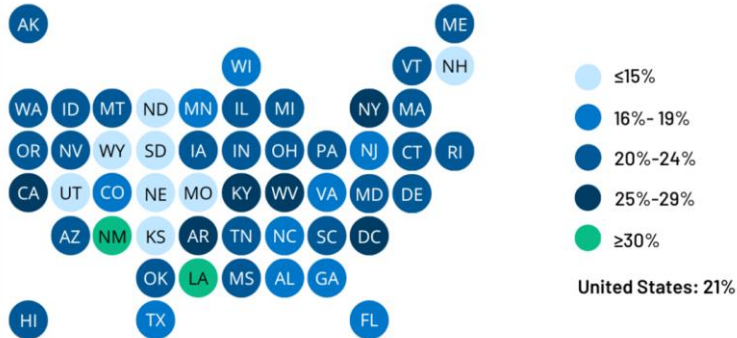 AK ME
WI VT NH
WA ID MT ND MN IL MI NY MA
OR NV WY SD IA IN OH PA NJ CT RI
CA UT CO NE MO KY WV VA MD DE
AZ NM KS AR TN NC SC DC
OK LA MS AL GA
HI TX FL
≤15%
16%- 19%
20%-24%
25%-29%
≥30%
United States: 21%